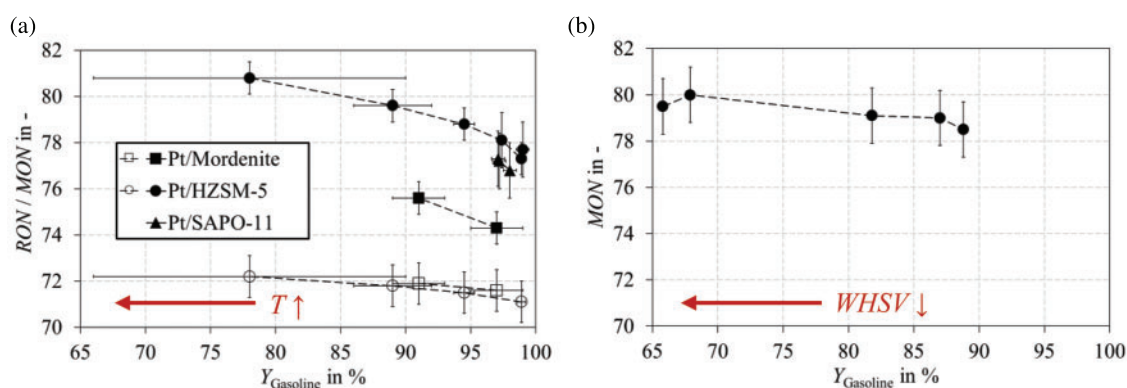 (a)
82
80
78
76
74
72
70
RON / MON in -
Pt/Mordenite
Pt/HZSM-5
Pt/SAPO-11
T ↑
65 70 75 80 85 90 95 100
Y Gasoline in %
(b)
82
80
78
76
74
72
70
MON in -
WHSV ↓
65 70 75 80 85 90 95 100
Y Gasoline in %